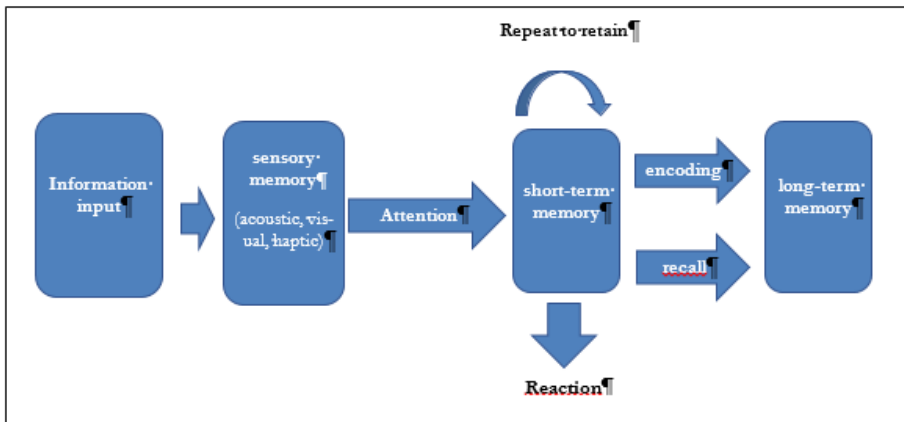 Repeat·to·retain¶
Information·
input¶
sensory·
memory¶
(acoustic, vis-
ual, haptic)¶
Attention¶
short-term·
memory¶
encoding¶
recall¶
long-term·
memory¶
Reaction¶